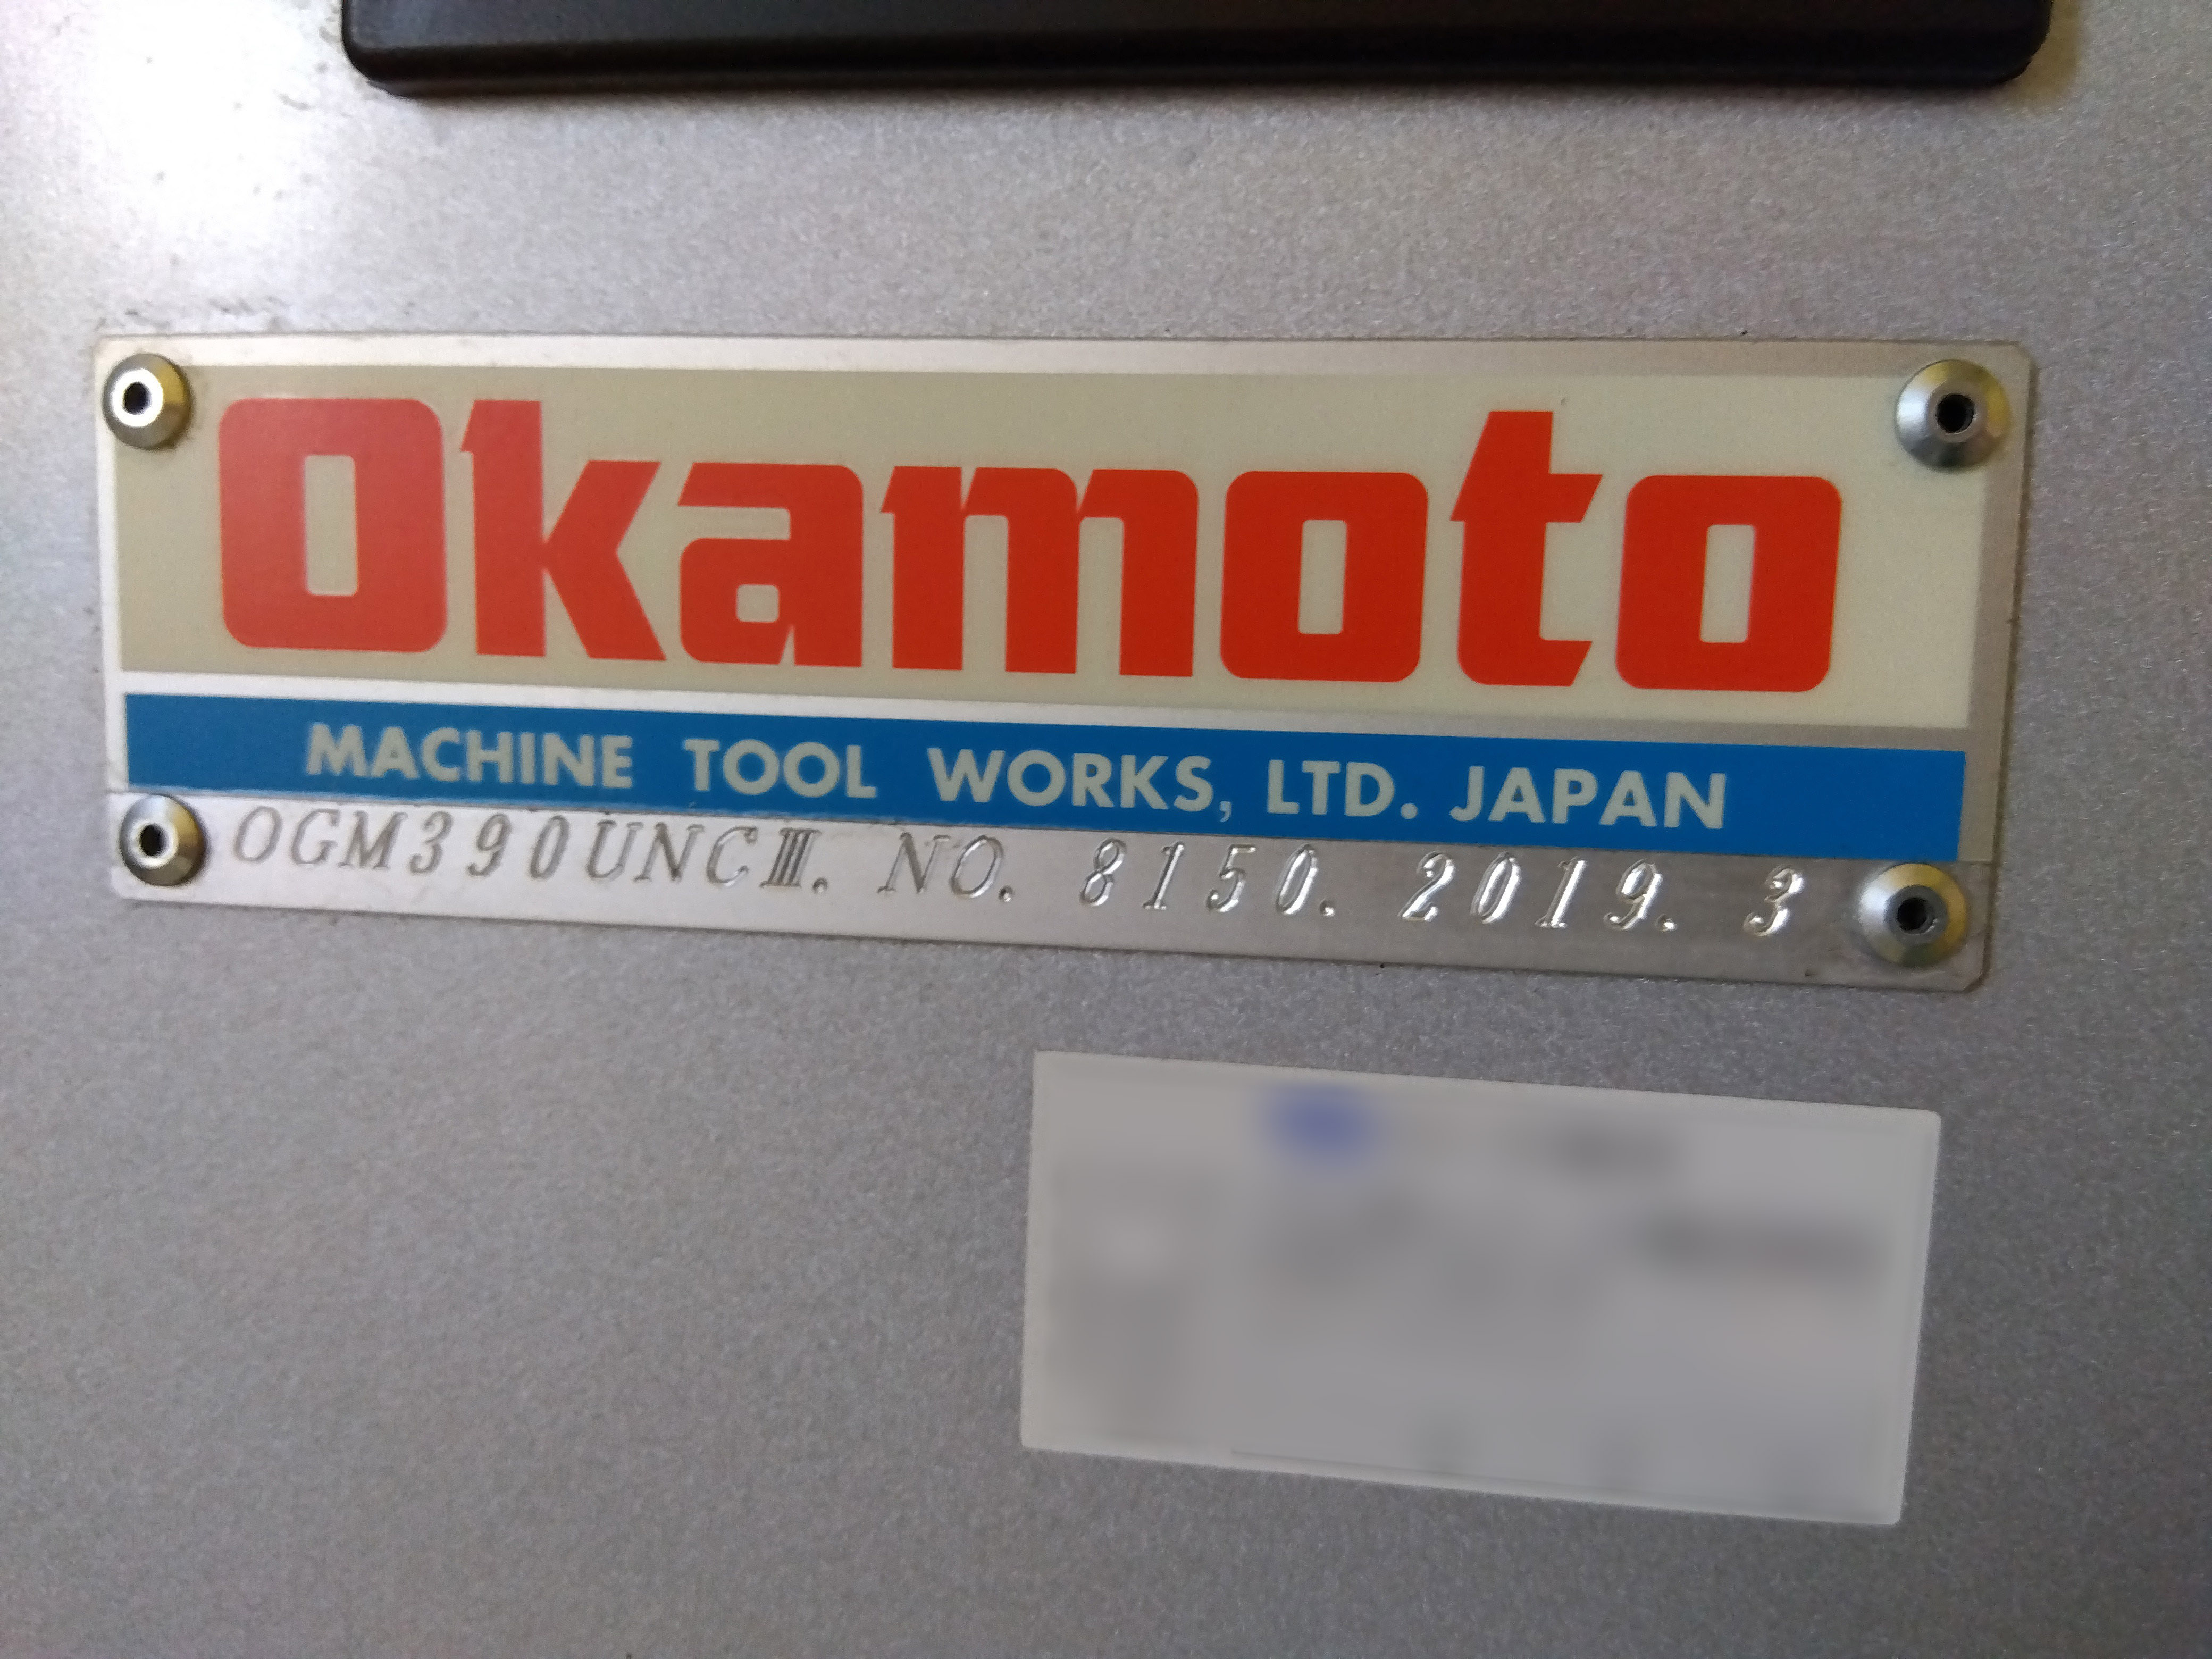 Okamoto
MACHINE TOOL WORKS, LTD. JAPAN
OGM390UNCⅢ. NO. 8150. 2019. 3